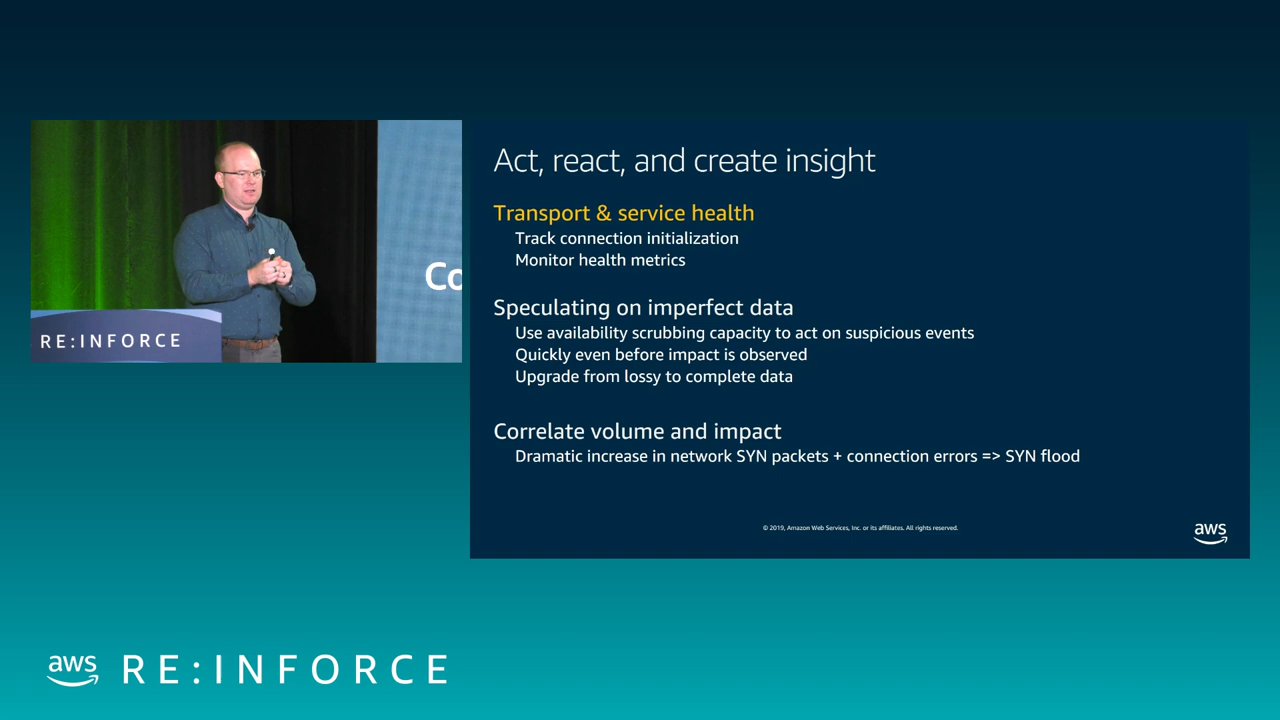 Co
RE:INFORCE
Act, react, and create insight
Transport & service health
Track connection initialization
Monitor health metrics
Speculating on imperfect data
Use availability scrubbing capacity to act on suspicious events
Quickly even before impact is observed
Upgrade from lossy to complete data
Correlate volume and impact
Dramatic increase in network SYN packets + connection errors => SYN flood
© 2019, Amazon Web Services, Inc. or its affiliates. All rights reserved.
aws
aws RE:INFORCE